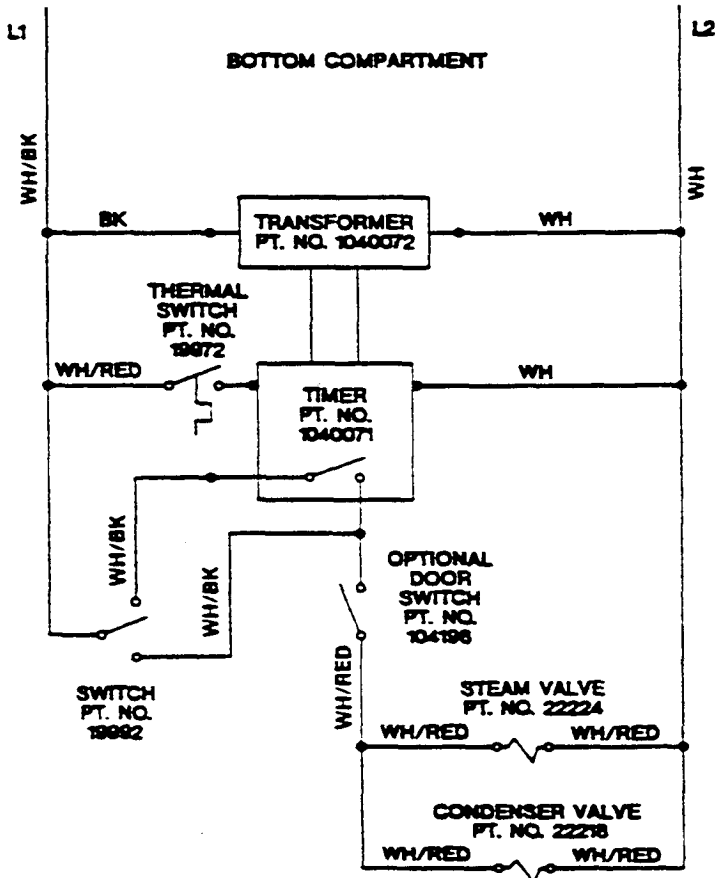 L1
L2
BOTTOM COMPARTMENT
WH/BK
WH
BK
TRANSFORMER
PT. NO. 1040072
WH
THERMAL
SWITCH
PT. NO.
19972
WH/RED
TIMER
PT. NO.
1040071
WH
WH/BK
WH/BK
OPTIONAL
DOOR
SWITCH
PT. NO.
104196
WH/RED
SWITCH
PT. NO.
19992
STEAM VALVE
PT. NO. 22224
WH/RED
WH/RED
CONDENSER VALVE
PT. NO. 22218
WH/RED
WH/RED